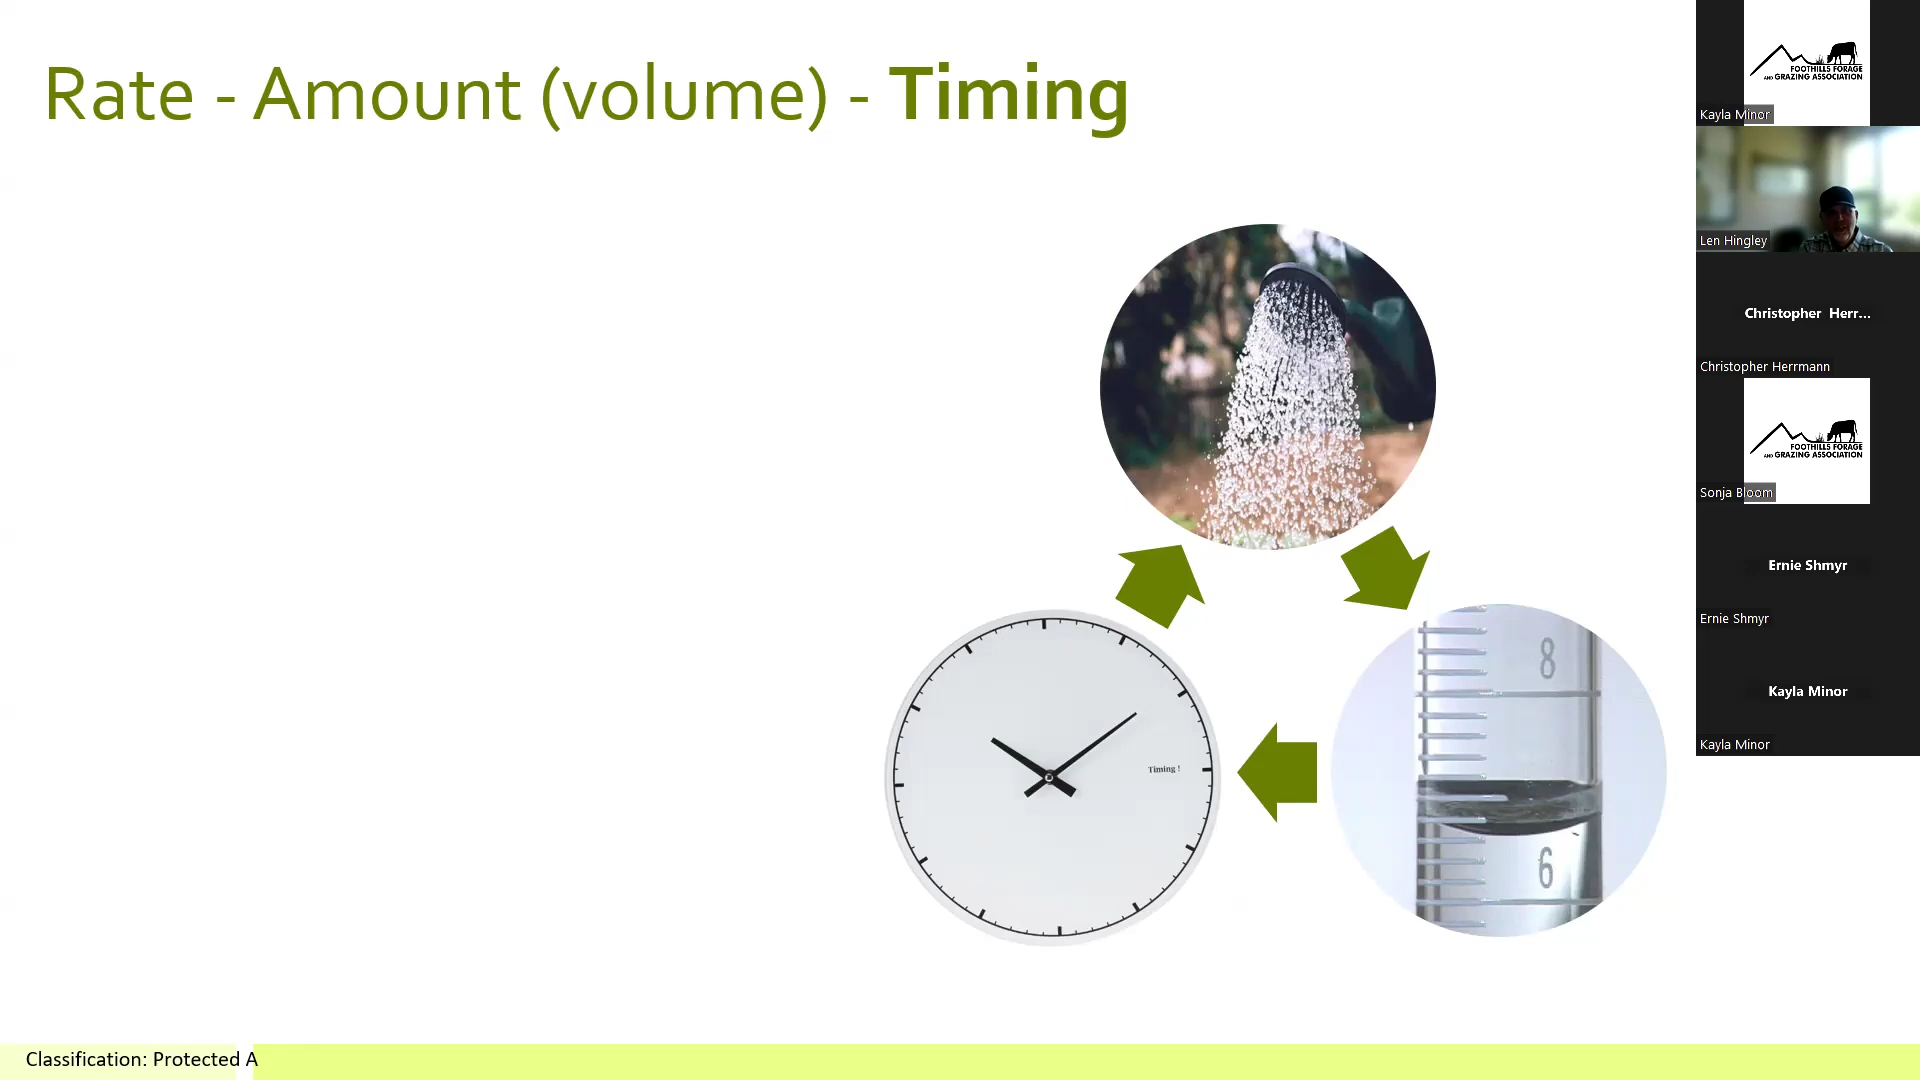 Rate - Amount (volume) - Timing
Timing !
8
6
Classification: Protected A
FOOTHILLS FORAGE
AND GRAZING ASSOCIATION
Kayla Minor
Len Hingley
Christopher Herr...
Christopher Herrmann
FOOTHILLS FORAGE
AND GRAZING ASSOCIATION
Sonja Bloom
Ernie Shmyr
Ernie Shmyr
Kayla Minor
Kayla Minor